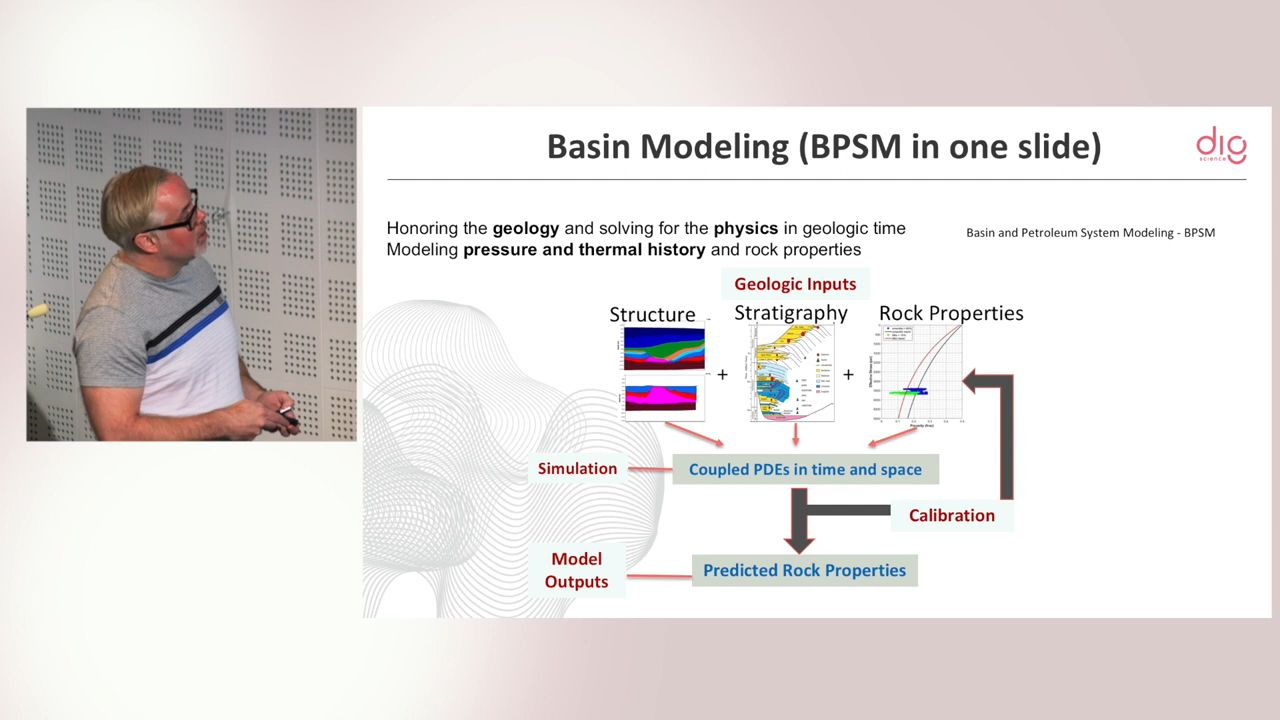 Basin Modeling (BPSM in one slide)
dig
science
Honoring the geology and solving for the physics in geologic time
Modeling pressure and thermal history and rock properties
Basin and Petroleum System Modeling - BPSM
Geologic Inputs
Structure
Stratigraphy
Rock Properties
+
+
Simulation
Coupled PDEs in time and space
Calibration
Model
Outputs
Predicted Rock Properties